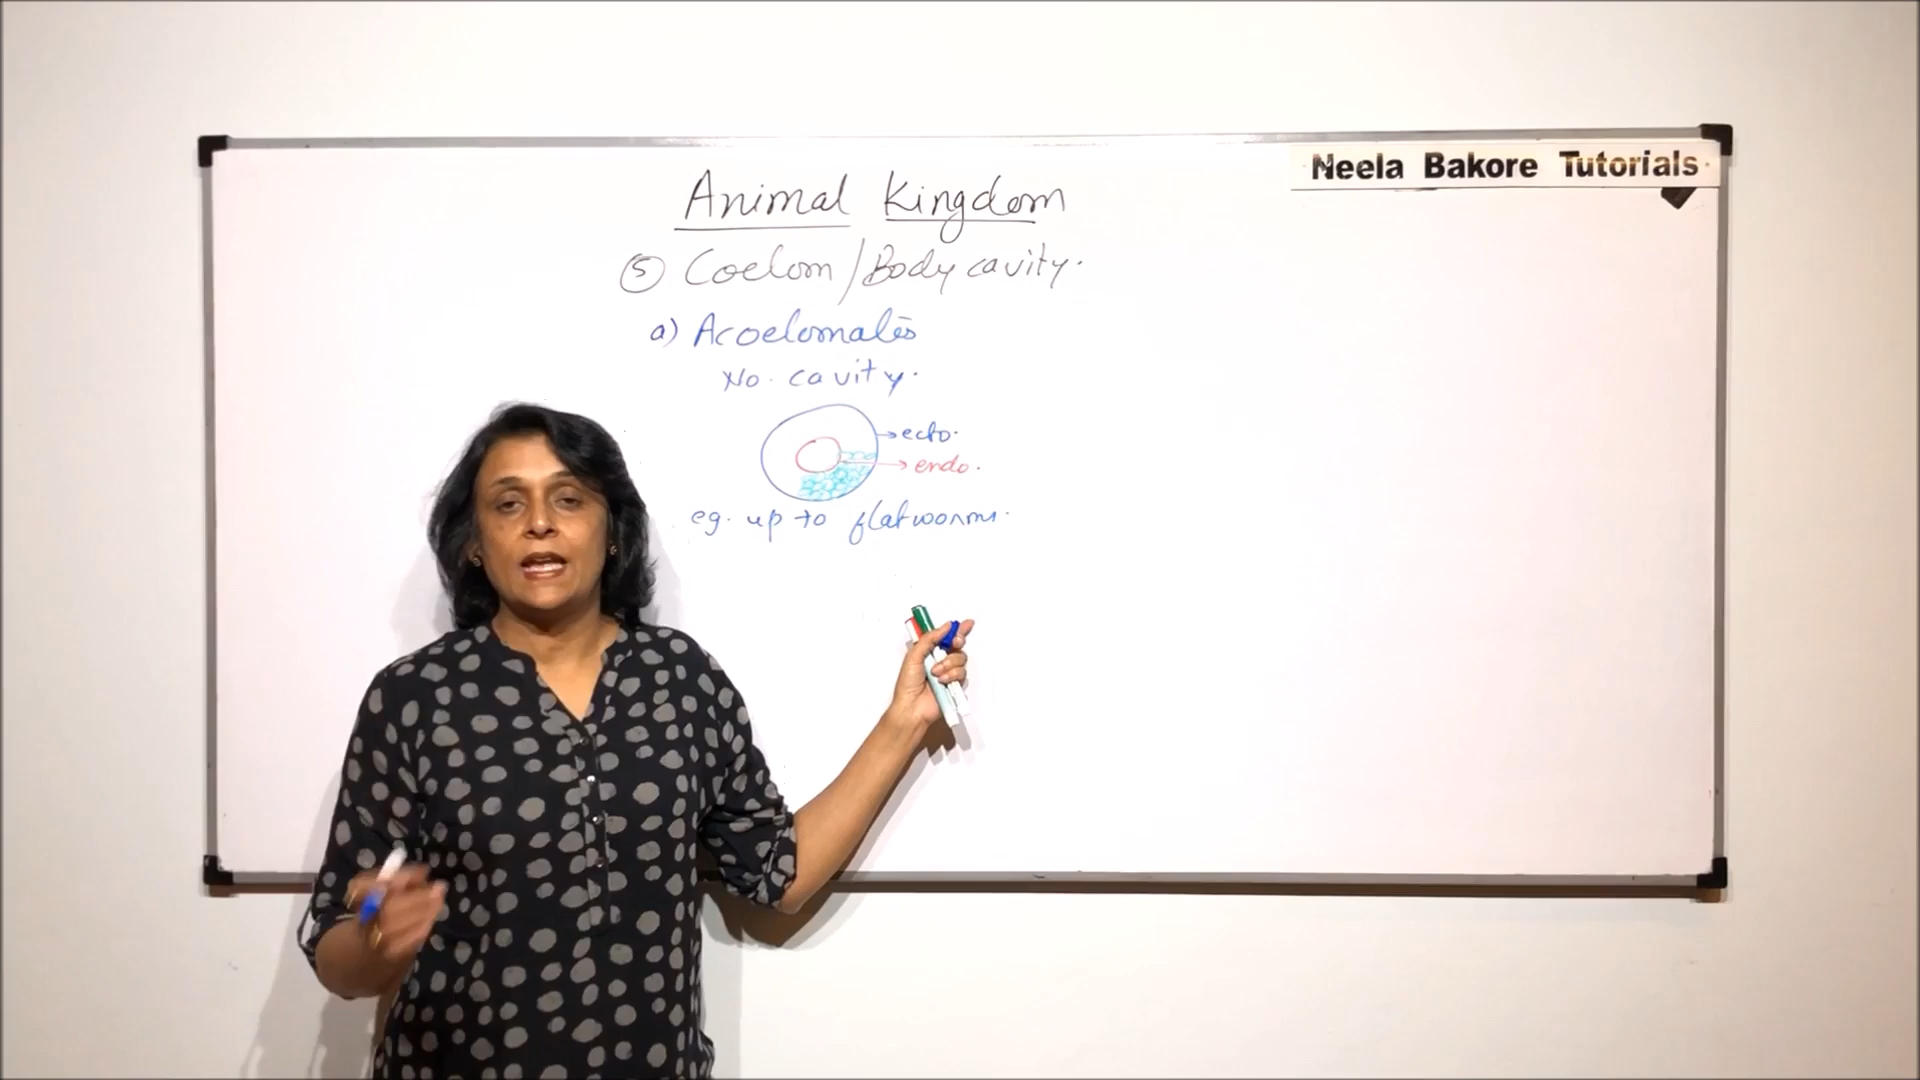 Neela Bakore Tutorials
Animal Kingdom
5 Coelom/Body cavity.
a) Acoelomates
No. cavity.
ecto.
endo.
eg. up to flatworms.